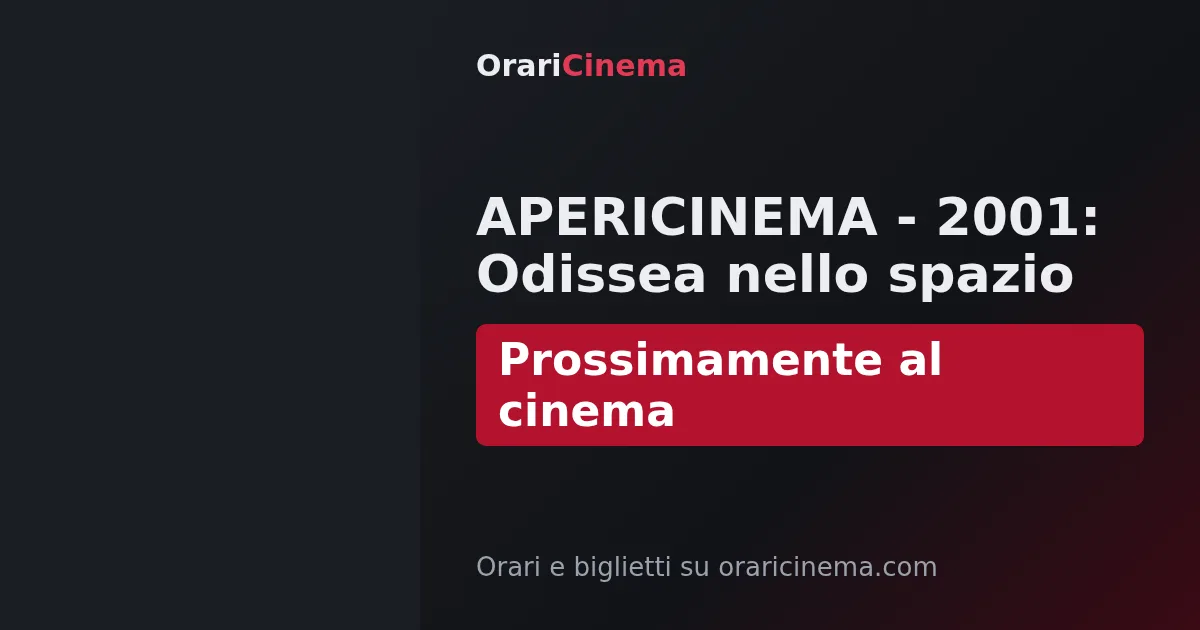 OrariCinema
APERICINEMA - 2001:
Odissea nello spazio
Prossimamente al
cinema
Orari e biglietti su oraricinema.com